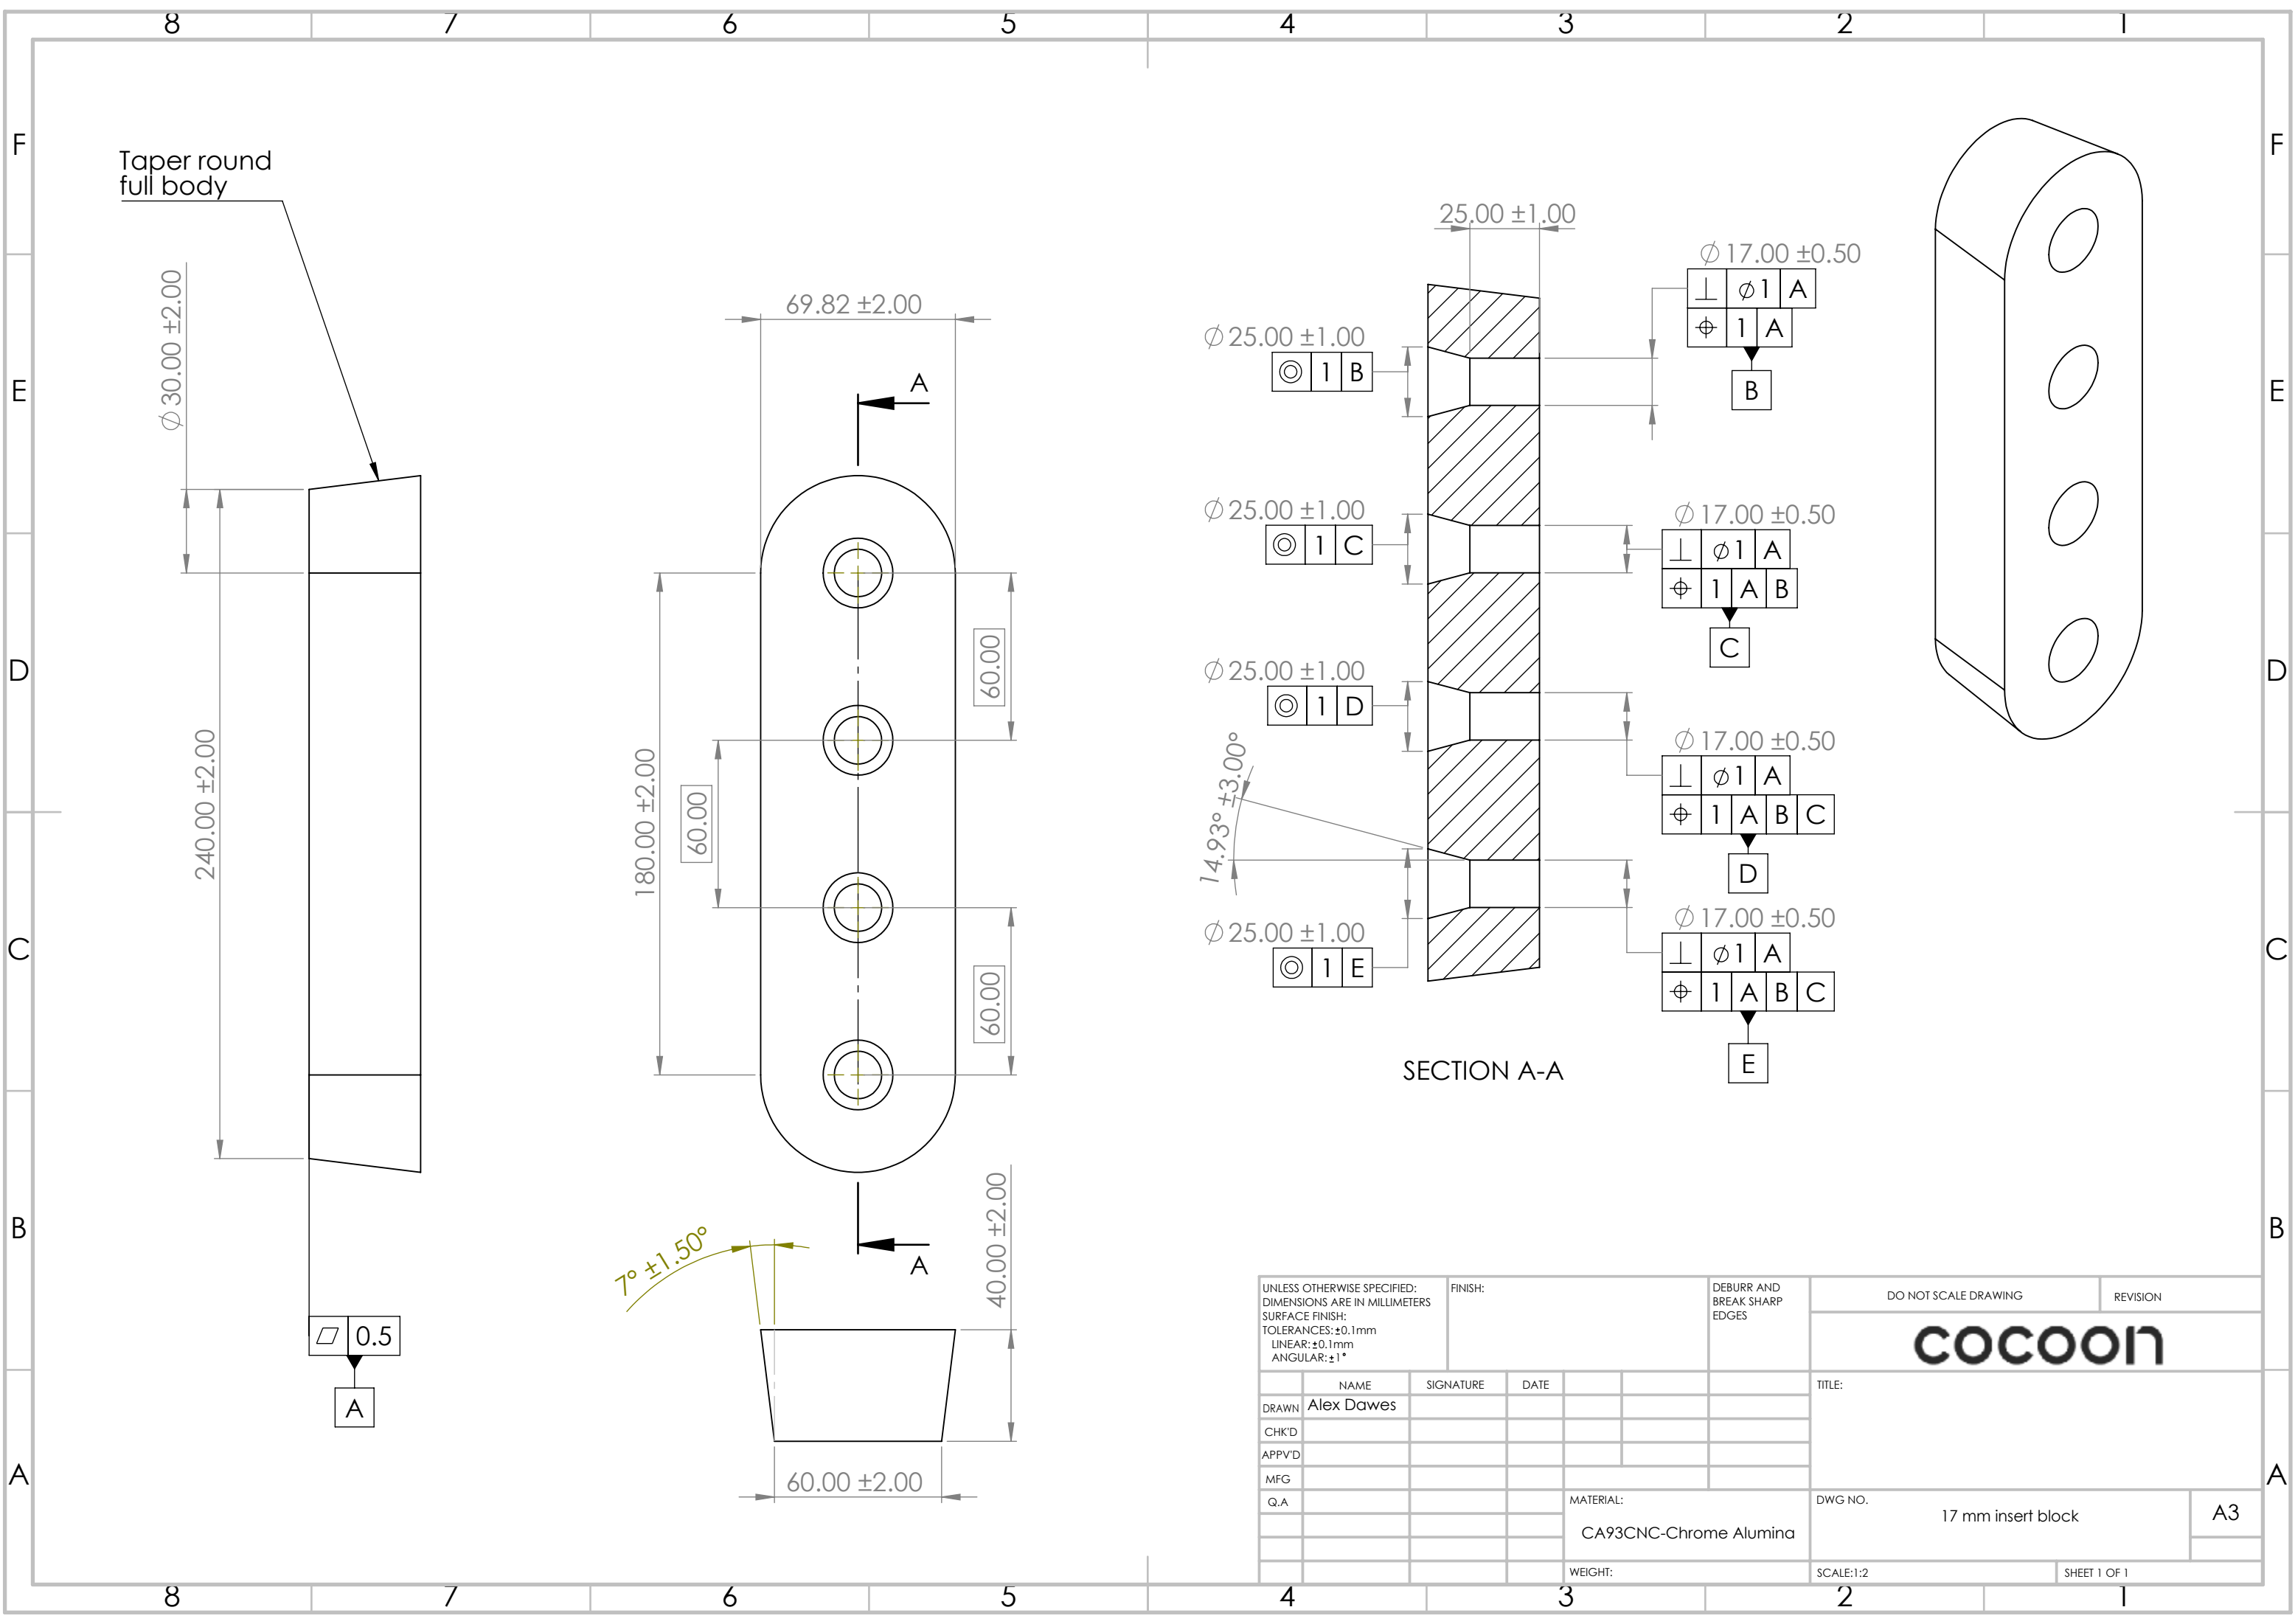 8 7 6 5 4 3 2 1
F F
E E
D D
C C
B B
A A
Taper round
full body
⌀30.00 ±2.00
240.00 ±2.00
⏥ 0.5
A
69.82 ±2.00
A
180.00 ±2.00
60.00
60.00
60.00
A
7° ±1.50°
40.00 ±2.00
60.00 ±2.00
25.00 ±1.00
⌀25.00 ±1.00
◎ 1 B
⌀25.00 ±1.00
◎ 1 C
⌀25.00 ±1.00
◎ 1 D
14.93° ±3.00°
⌀25.00 ±1.00
◎ 1 E
⌀17.00 ±0.50
⊥ ⌀1 A
⌖ 1 A
B
⌀17.00 ±0.50
⊥ ⌀1 A
⌖ 1 A B
C
⌀17.00 ±0.50
⊥ ⌀1 A
⌖ 1 A B C
D
⌀17.00 ±0.50
⊥ ⌀1 A
⌖ 1 A B C
E
SECTION A-A
UNLESS OTHERWISE SPECIFIED:
DIMENSIONS ARE IN MILLIMETERS
SURFACE FINISH:
TOLERANCES:±0.1mm
LINEAR:±0.1mm
ANGULAR:±1°
FINISH:
DEBURR AND
BREAK SHARP
EDGES
DO NOT SCALE DRAWING
REVISION
cocoon
NAME SIGNATURE DATE
DRAWN Alex Dawes
CHK'D
APPV'D
MFG
Q.A
TITLE:
MATERIAL:
CA93CNC-Chrome Alumina
WEIGHT:
DWG NO.
17 mm insert block
A3
SCALE:1:2
SHEET 1 OF 1
8 7 6 5 4 3 2 1